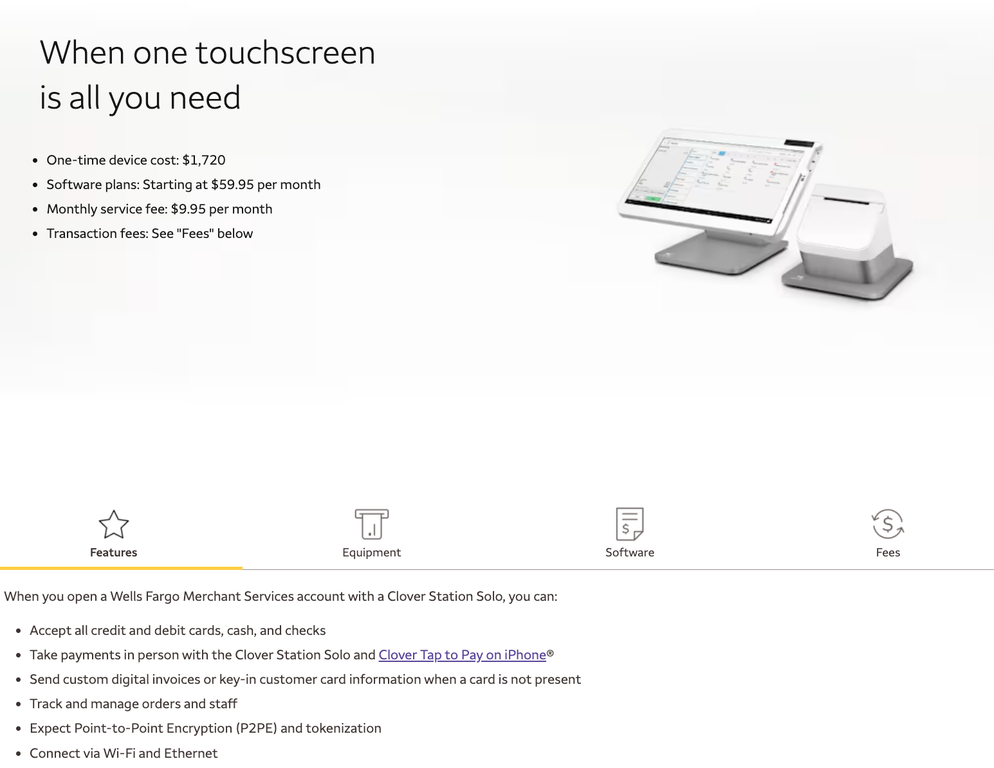 When one touchscreen
is all you need
• One-time device cost: $1,720
• Software plans: Starting at $59.95 per month
• Monthly service fee: $9.95 per month
• Transaction fees: See "Fees" below
Features
Equipment
Software
Fees
When you open a Wells Fargo Merchant Services account with a Clover Station Solo, you can:
• Accept all credit and debit cards, cash, and checks
• Take payments in person with the Clover Station Solo and Clover Tap to Pay on iPhone®
• Send custom digital invoices or key-in customer card information when a card is not present
• Track and manage orders and staff
• Expect Point-to-Point Encryption (P2PE) and tokenization
• Connect via Wi-Fi and Ethernet